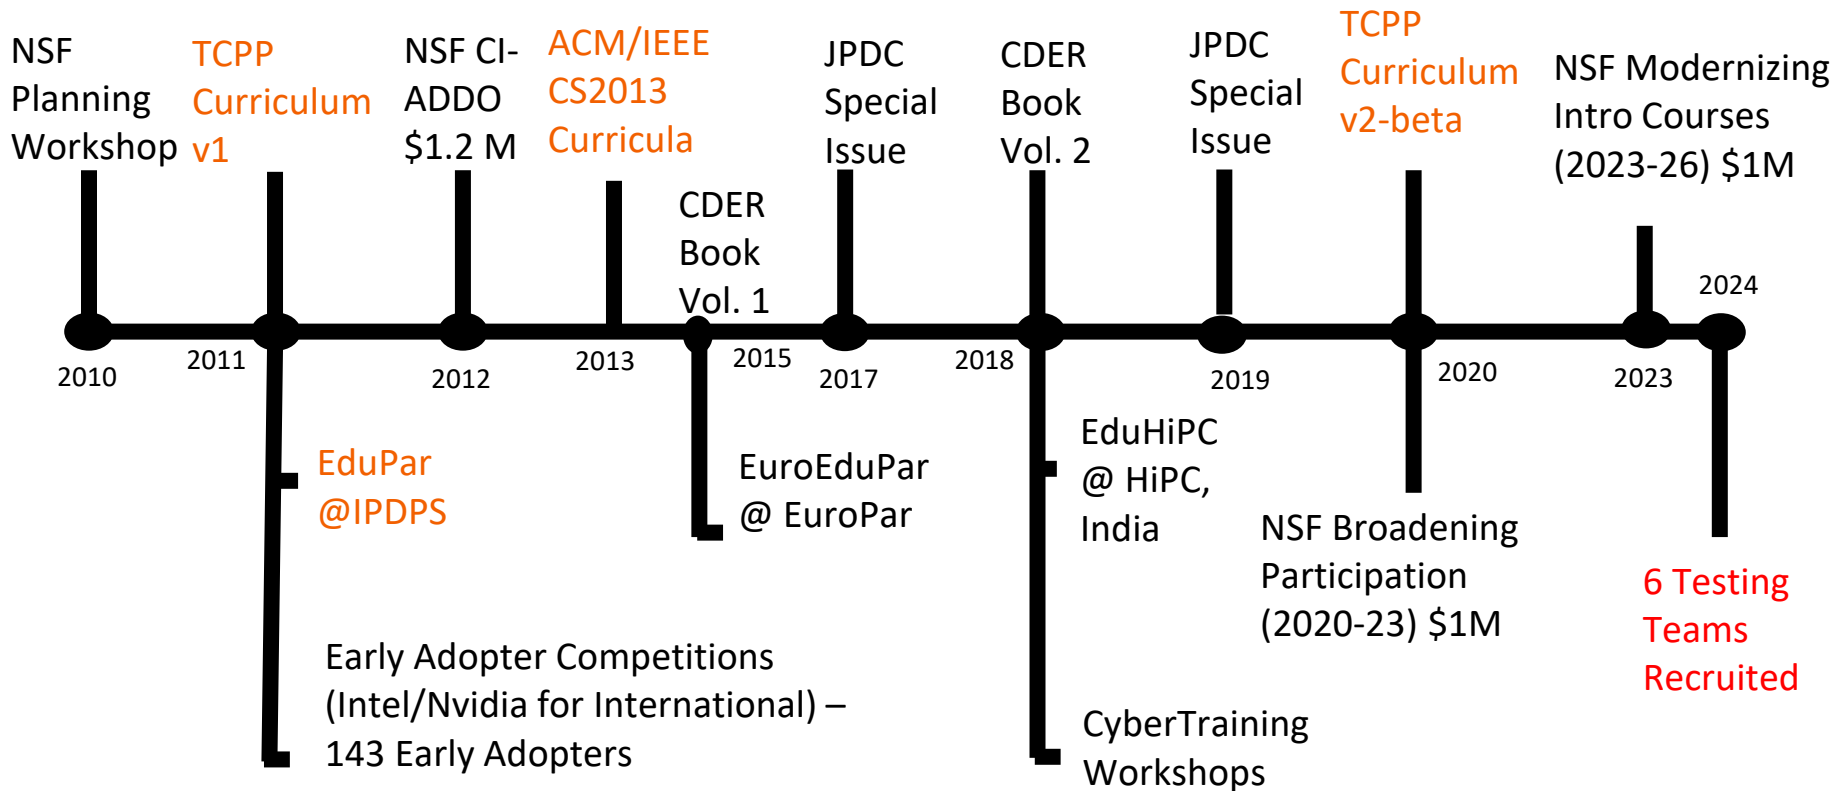 NSF
Planning
Workshop
TCPP
Curriculum
v1
NSF CI-
ADDO
$1.2 M
ACM/IEEE
CS2013
Curricula
CDER
Book
Vol. 1
JPDC
Special
Issue
CDER
Book
Vol. 2
JPDC
Special
Issue
TCPP
Curriculum
v2-beta
NSF Modernizing
Intro Courses
(2023-26) $1M
2010
2011
2012
2013
2015
2017
2018
2019
2020
2023
2024
EduPar
@IPDPS
Early Adopter Competitions
(Intel/Nvidia for International) –
143 Early Adopters
EuroEduPar
@ EuroPar
EduHiPC
@ HiPC,
India
CyberTraining
Workshops
NSF Broadening
Participation
(2020-23) $1M
6 Testing
Teams
Recruited